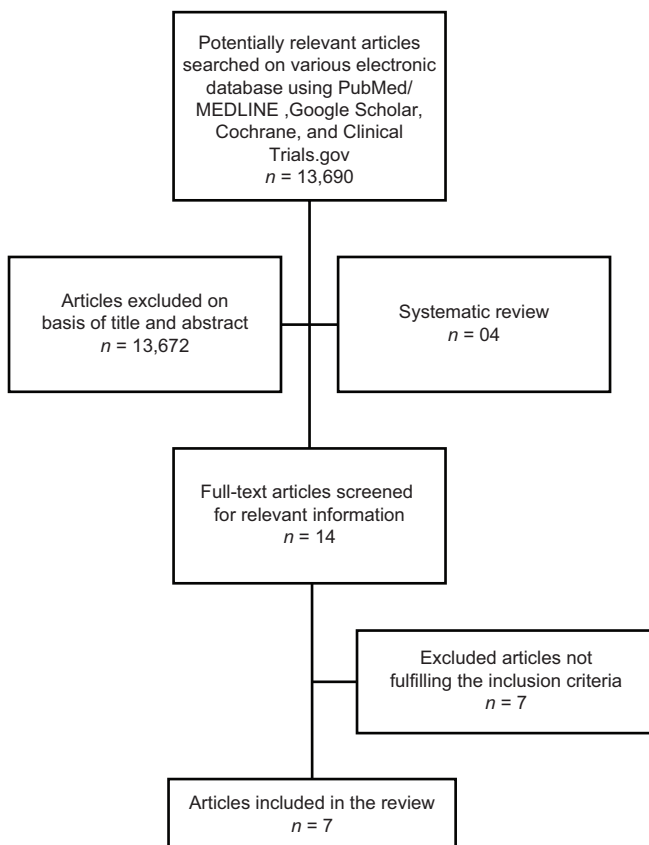 Potentially relevant articles
searched on various electronic
database using PubMed/
MEDLINE ,Google Scholar,
Cochrane, and Clinical
Trials.gov
n = 13,690
Articles excluded on
basis of title and abstract
n = 13,672
Systematic review
n = 04
Full-text articles screened
for relevant information
n = 14
Excluded articles not
fulfilling the inclusion criteria
n = 7
Articles included in the review
n = 7